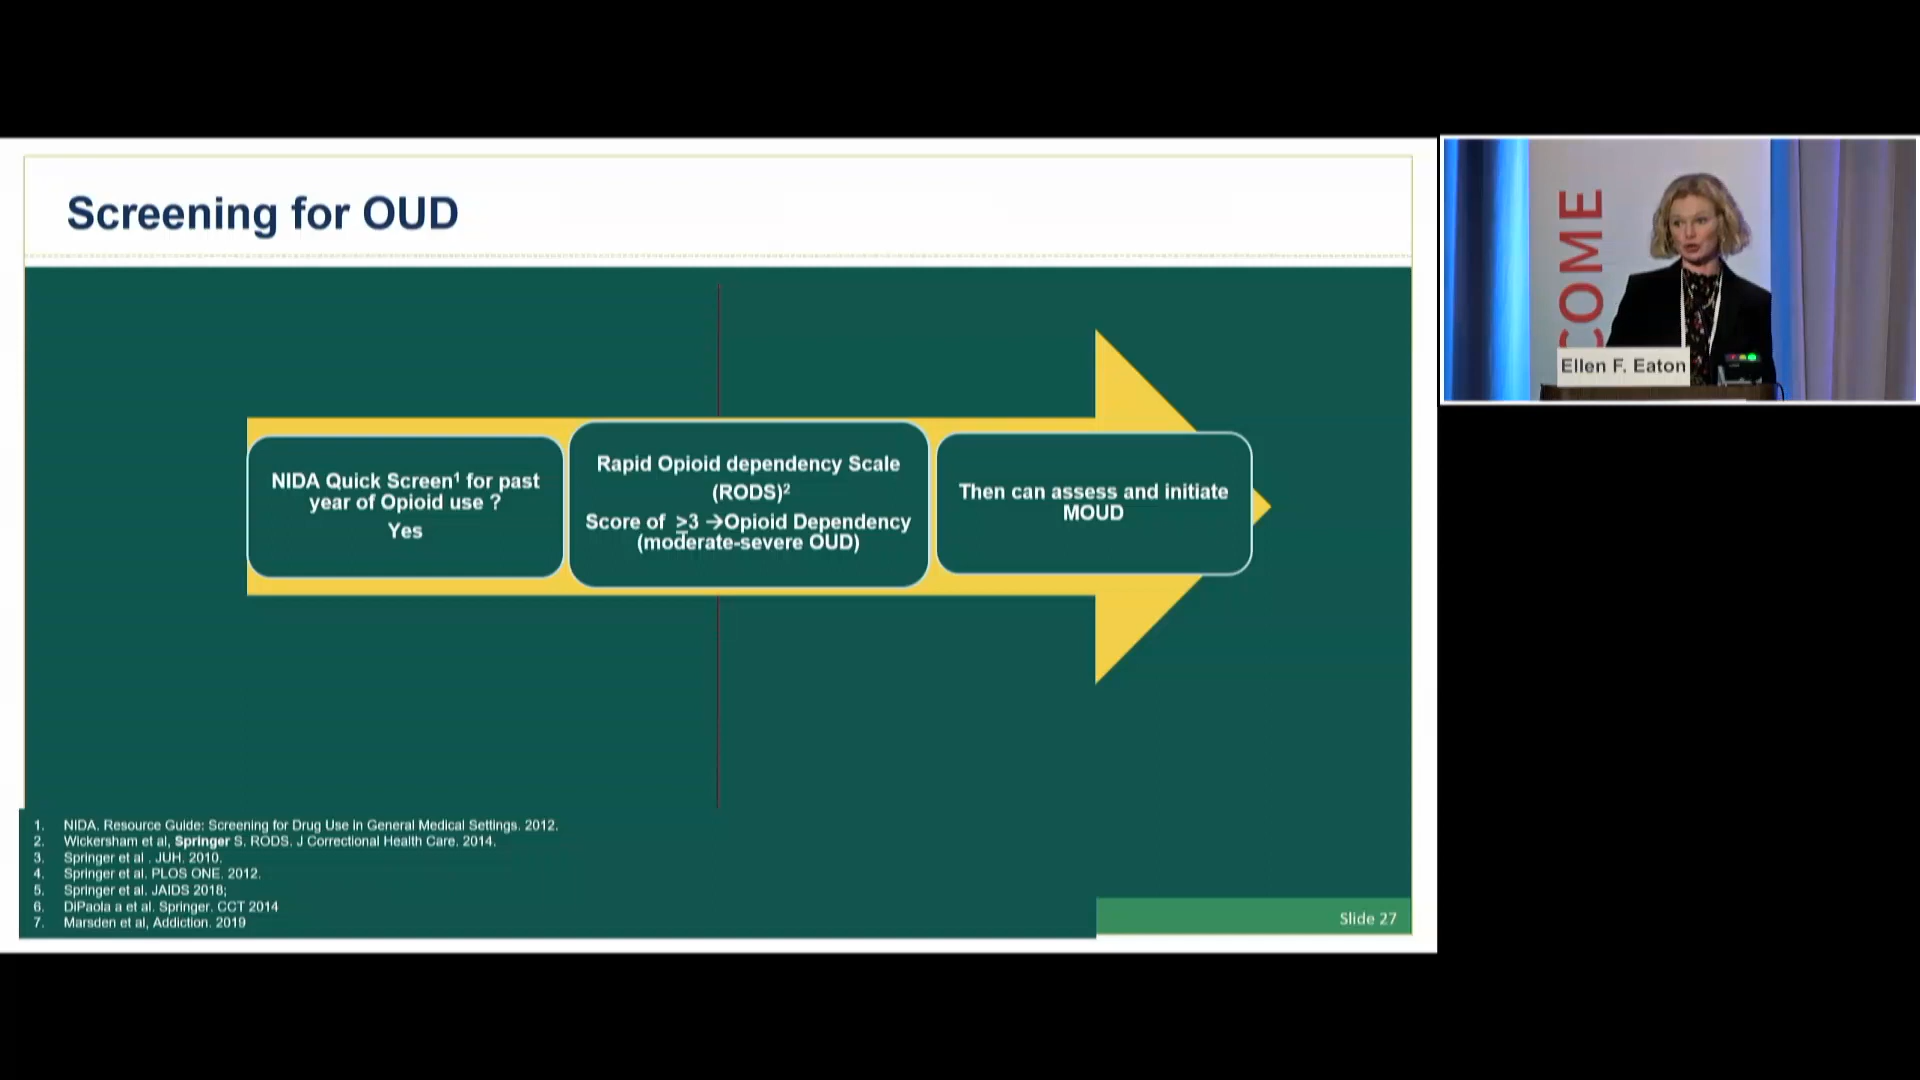 Screening for OUD
NIDA Quick Screen¹ for past
year of Opioid use ?
Yes
Rapid Opioid dependency Scale
(RODS)²
Score of ≥3 →Opioid Dependency
(moderate-severe OUD)
Then can assess and initiate
MOUD
1. NIDA. Resource Guide: Screening for Drug Use in General Medical Settings. 2012.
2. Wickersham et al, Springer S. RODS. J Correctional Health Care. 2014.
3. Springer et al . JUH. 2010.
4. Springer et al. PLOS ONE. 2012.
5. Springer et al. JAIDS 2018;
6. DiPaola a et al. Springer. CCT 2014
7. Marsden et al, Addiction. 2019
Slide 27
COME
Ellen F. Eaton